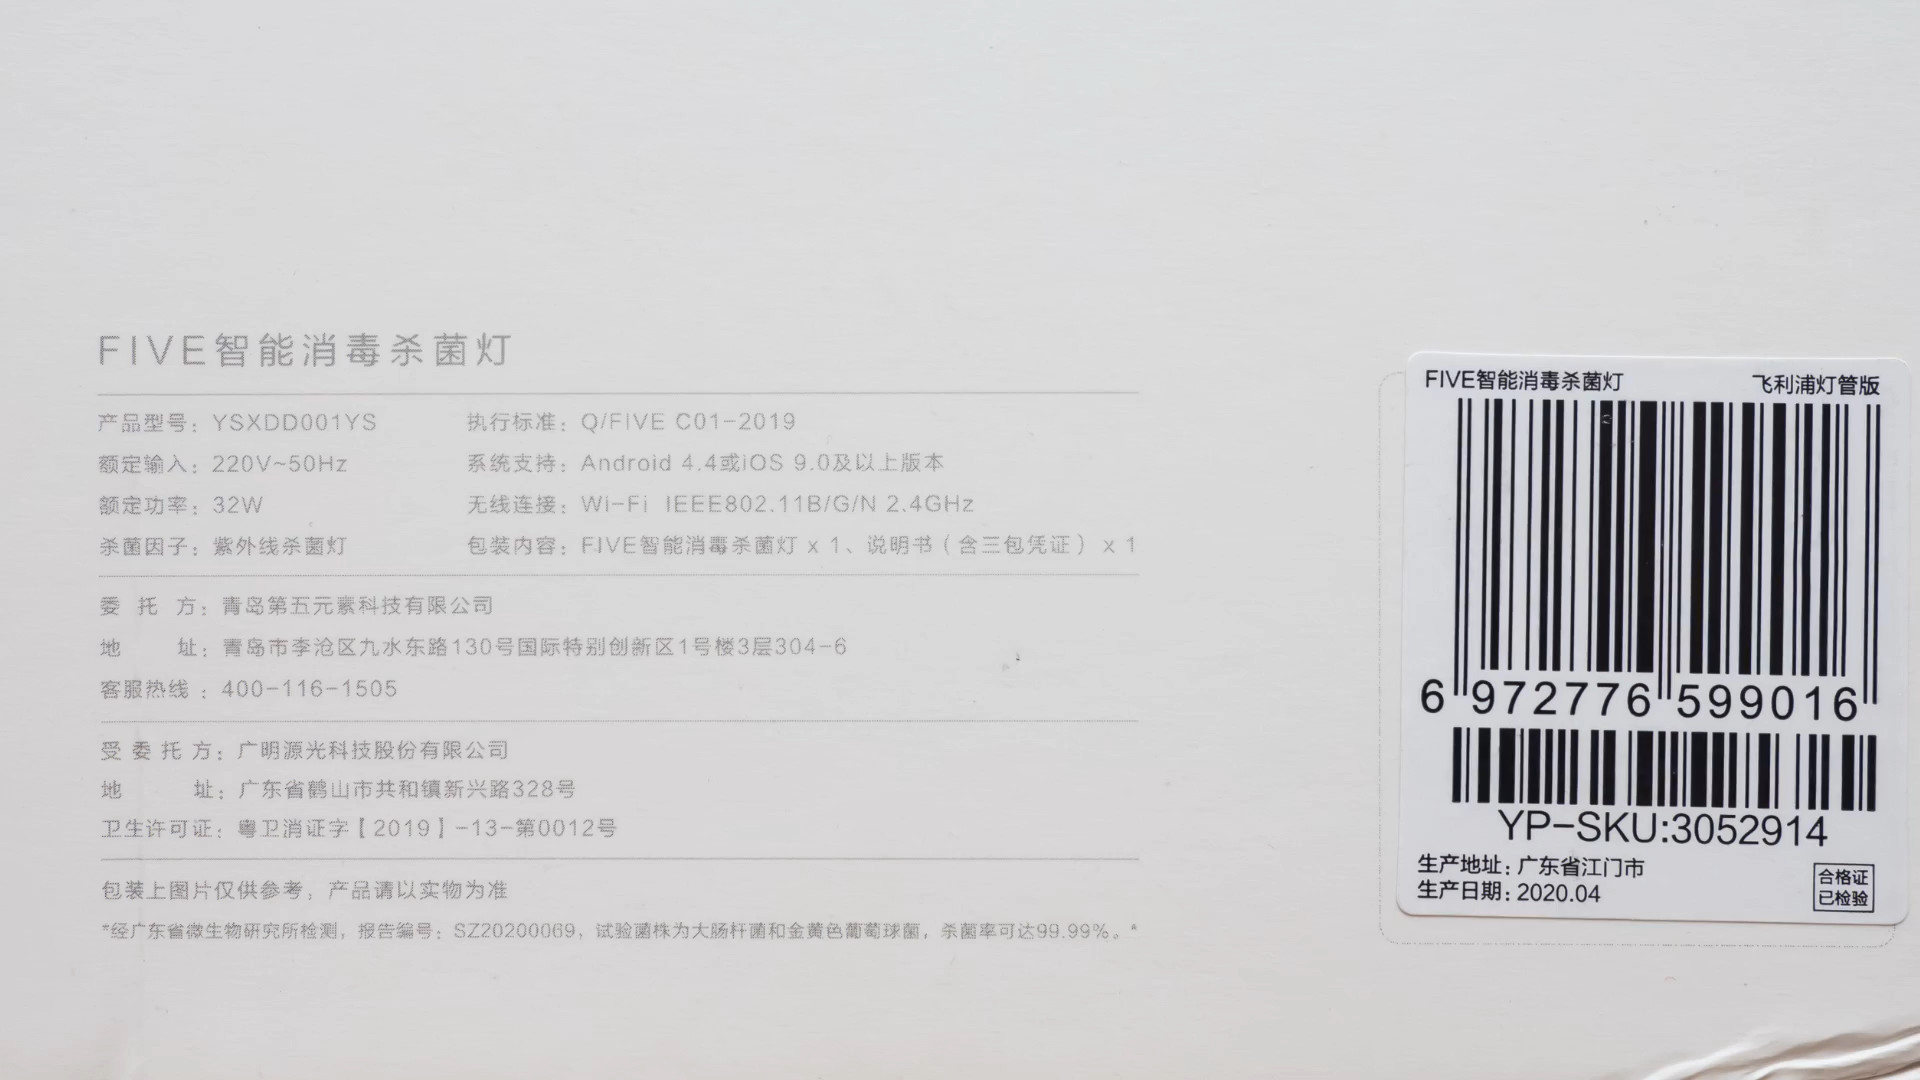 FIVE智能消毒杀菌灯
产品型号：YSXDD001YS
执行标准：Q/FIVE C01-2019
额定输入：220V~50Hz
系统支持：Android 4.4或iOS 9.0及以上版本
额定功率：32W
无线连接：Wi-Fi IEEE802.11B/G/N 2.4GHz
杀菌因子：紫外线杀菌灯
包装内容：FIVE智能消毒杀菌灯 x 1、说明书（含三包凭证） x 1
委托方：青岛第五元素科技有限公司
地址：青岛市李沧区九水东路130号国际特别创新区1号楼3层304-6
客服热线：400-116-1505
受委托方：广明源光科技股份有限公司
地址：广东省鹤山市共和镇新兴路328号
卫生许可证：粤卫消证字【2019】-13-第0012号
包装上图片仅供参考，产品请以实物为准
*经广东省微生物研究所检测，报告编号：SZ20200069，试验菌株为大肠杆菌和金黄色葡萄球菌，杀菌率可达99.99%。*
FIVE智能消毒杀菌灯
飞利浦灯管版
6 972776 599016
YP-SKU:3052914
生产地址：广东省江门市
生产日期：2020.04
合格证
已检验